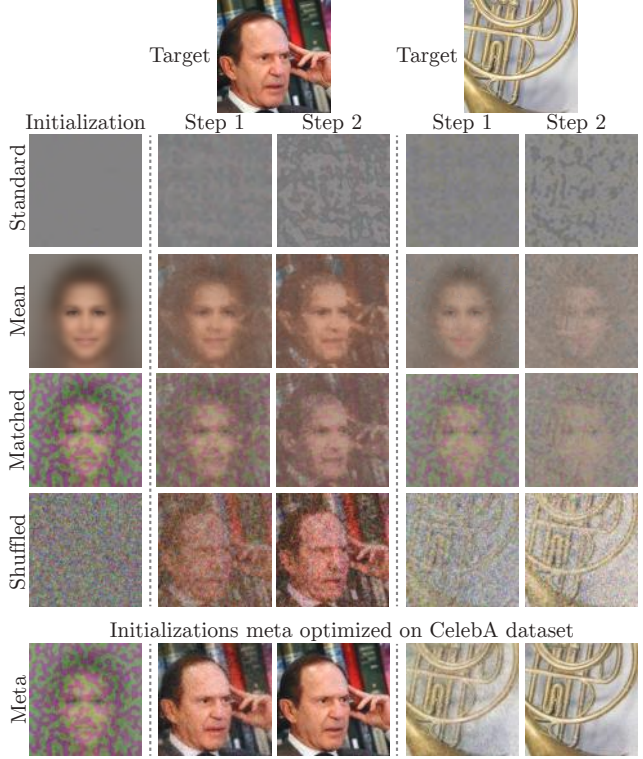 Target
Target
Initialization Step 1 Step 2 Step 1 Step 2
Standard
Mean
Matched
Shuffled
Initializations meta optimized on CelebA dataset
Meta